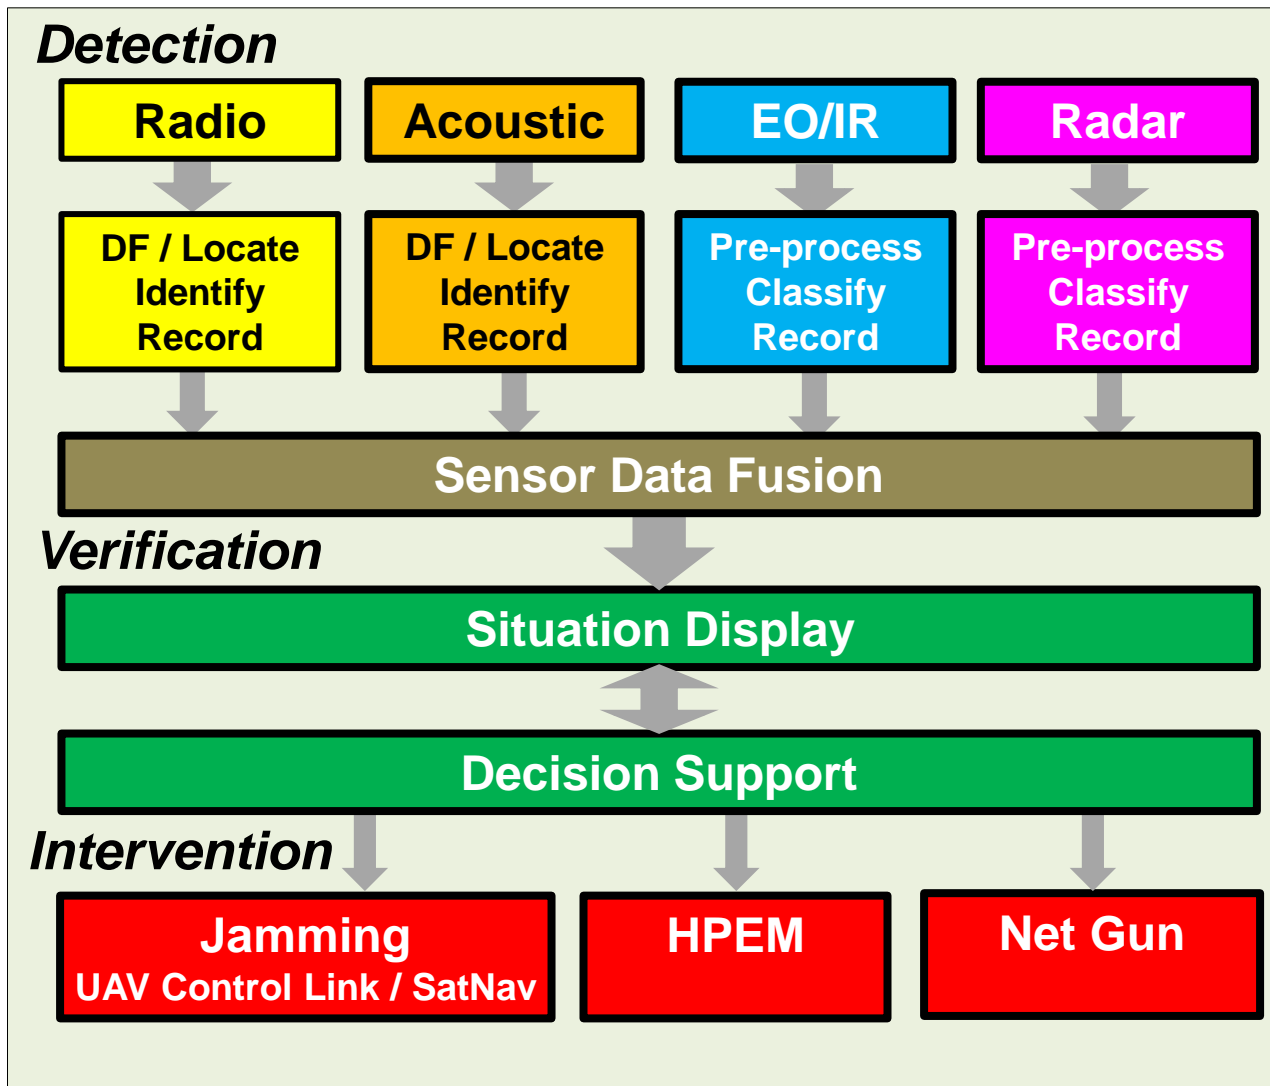 Detection
Radio
Acoustic
EO/IR
Radar
DF / Locate
Identify
Record
DF / Locate
Identify
Record
Pre-process
Classify
Record
Pre-process
Classify
Record
Sensor Data Fusion
Verification
Situation Display
Decision Support
Intervention
Jamming
UAV Control Link / SatNav
HPEM
Net Gun